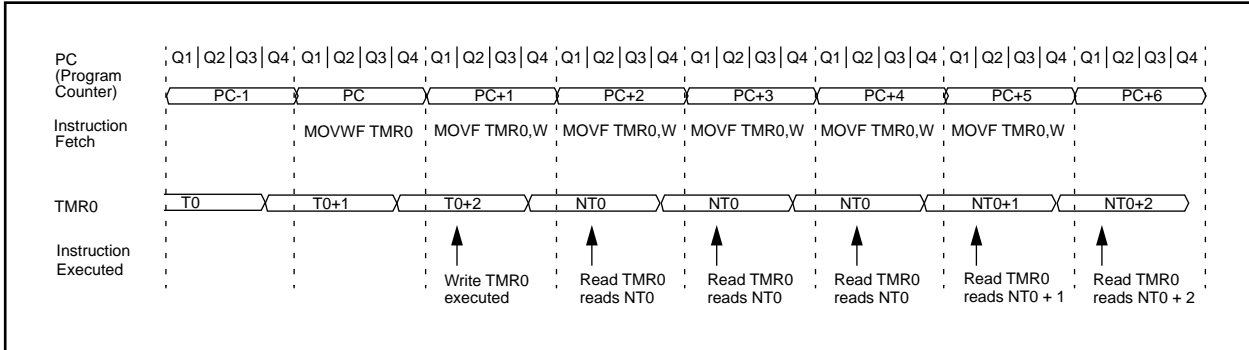 PC
(Program
Counter)
Q1 Q2 Q3 Q4 Q1 Q2 Q3 Q4 Q1 Q2 Q3 Q4 Q1 Q2 Q3 Q4 Q1 Q2 Q3 Q4 Q1 Q2 Q3 Q4 Q1 Q2 Q3 Q4 Q1 Q2 Q3 Q4
PC-1 PC PC+1 PC+2 PC+3 PC+4 PC+5 PC+6
Instruction
Fetch
MOVWF TMR0 MOVF TMR0,W MOVF TMR0,W MOVF TMR0,W MOVF TMR0,W MOVF TMR0,W
TMR0
T0 T0+1 T0+2 NT0 NT0 NT0 NT0+1 NT0+2
Instruction
Executed
Write TMR0
executed
Read TMR0
reads NT0
Read TMR0
reads NT0
Read TMR0
reads NT0
Read TMR0
reads NT0 + 1
Read TMR0
reads NT0 + 2